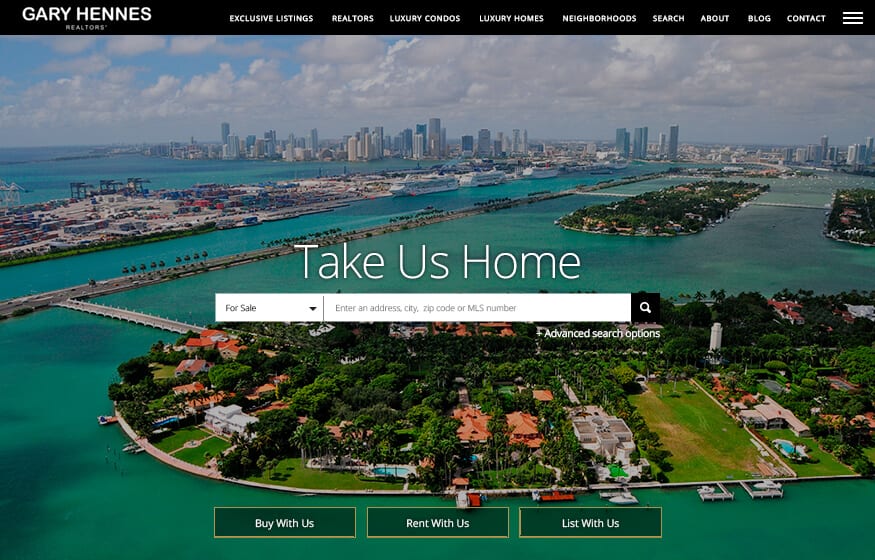 GARY HENNES
REALTORS®
EXCLUSIVE LISTINGS REALTORS LUXURY CONDOS LUXURY HOMES NEIGHBORHOODS SEARCH ABOUT BLOG CONTACT
Take Us Home
For Sale Enter an address, city, zip code or MLS number
+ Advanced search options
Buy With Us Rent With Us List With Us